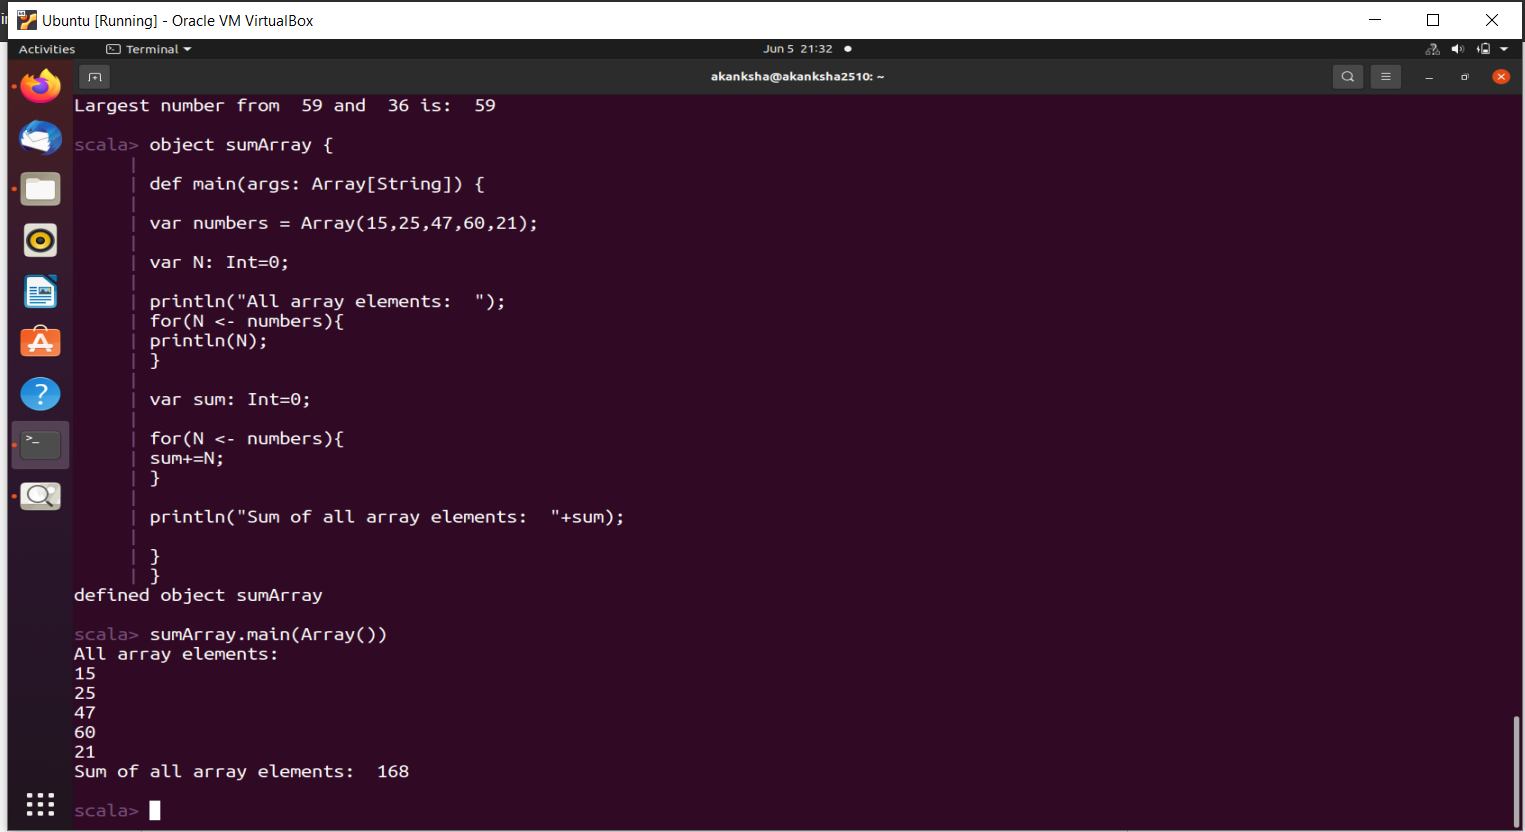 Ubuntu [Running] - Oracle VM VirtualBox
Activities Terminal Jun 5 21:32
akanksha@akanksha2510: ~
Largest number from  59 and  36 is:  59
scala> object sumArray {
|
| def main(args: Array[String]) {
|
| var numbers = Array(15,25,47,60,21);
|
| var N: Int=0;
|
| println("All array elements:  ");
| for(N <- numbers){
| println(N);
| }
|
| var sum: Int=0;
|
| for(N <- numbers){
| sum+=N;
| }
|
| println("Sum of all array elements:  "+sum);
|
| }
| }
defined object sumArray
scala> sumArray.main(Array())
All array elements:
15
25
47
60
21
Sum of all array elements:  168
scala>